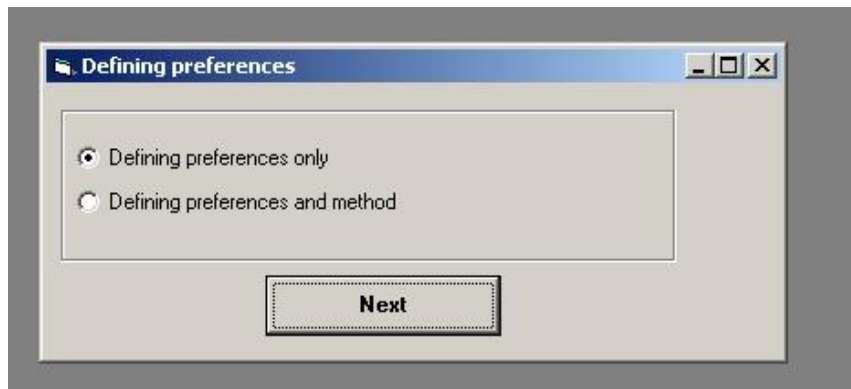 Defining preferences
Defining preferences only
Defining preferences and method
Next